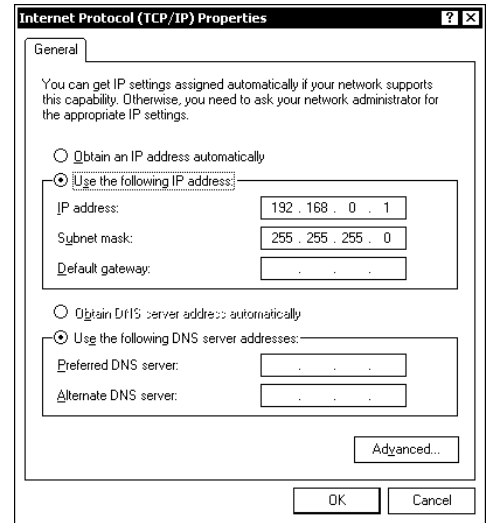 Internet Protocol (TCP/IP) Properties
General
You can get IP settings assigned automatically if your network supports
this capability. Otherwise, you need to ask your network administrator for
the appropriate IP settings.
Obtain an IP address automatically
Use the following IP address:
IP address: 192 . 168 . 0 . 1
Subnet mask: 255 . 255 . 255 . 0
Default gateway: . . .
Obtain DNS server address automatically
Use the following DNS server addresses:
Preferred DNS server: . . .
Alternate DNS server: . . .
Advanced...
OK Cancel